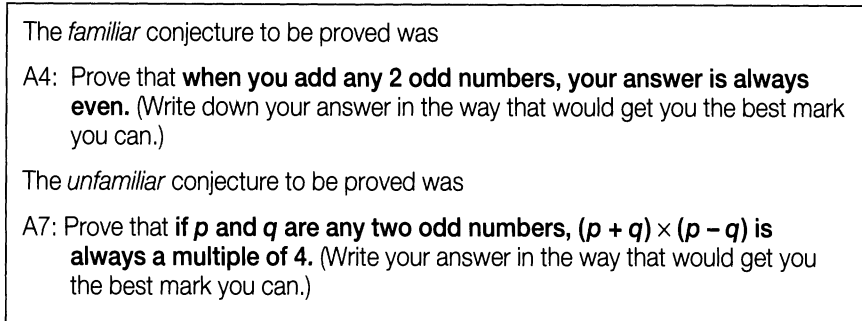 The familiar conjecture to be proved was
A4: Prove that when you add any 2 odd numbers, your answer is always
even. (Write down your answer in the way that would get you the best mark
you can.)
The unfamiliar conjecture to be proved was
A7: Prove that if p and q are any two odd numbers, (p + q) × (p – q) is
always a multiple of 4. (Write your answer in the way that would get you
the best mark you can.)